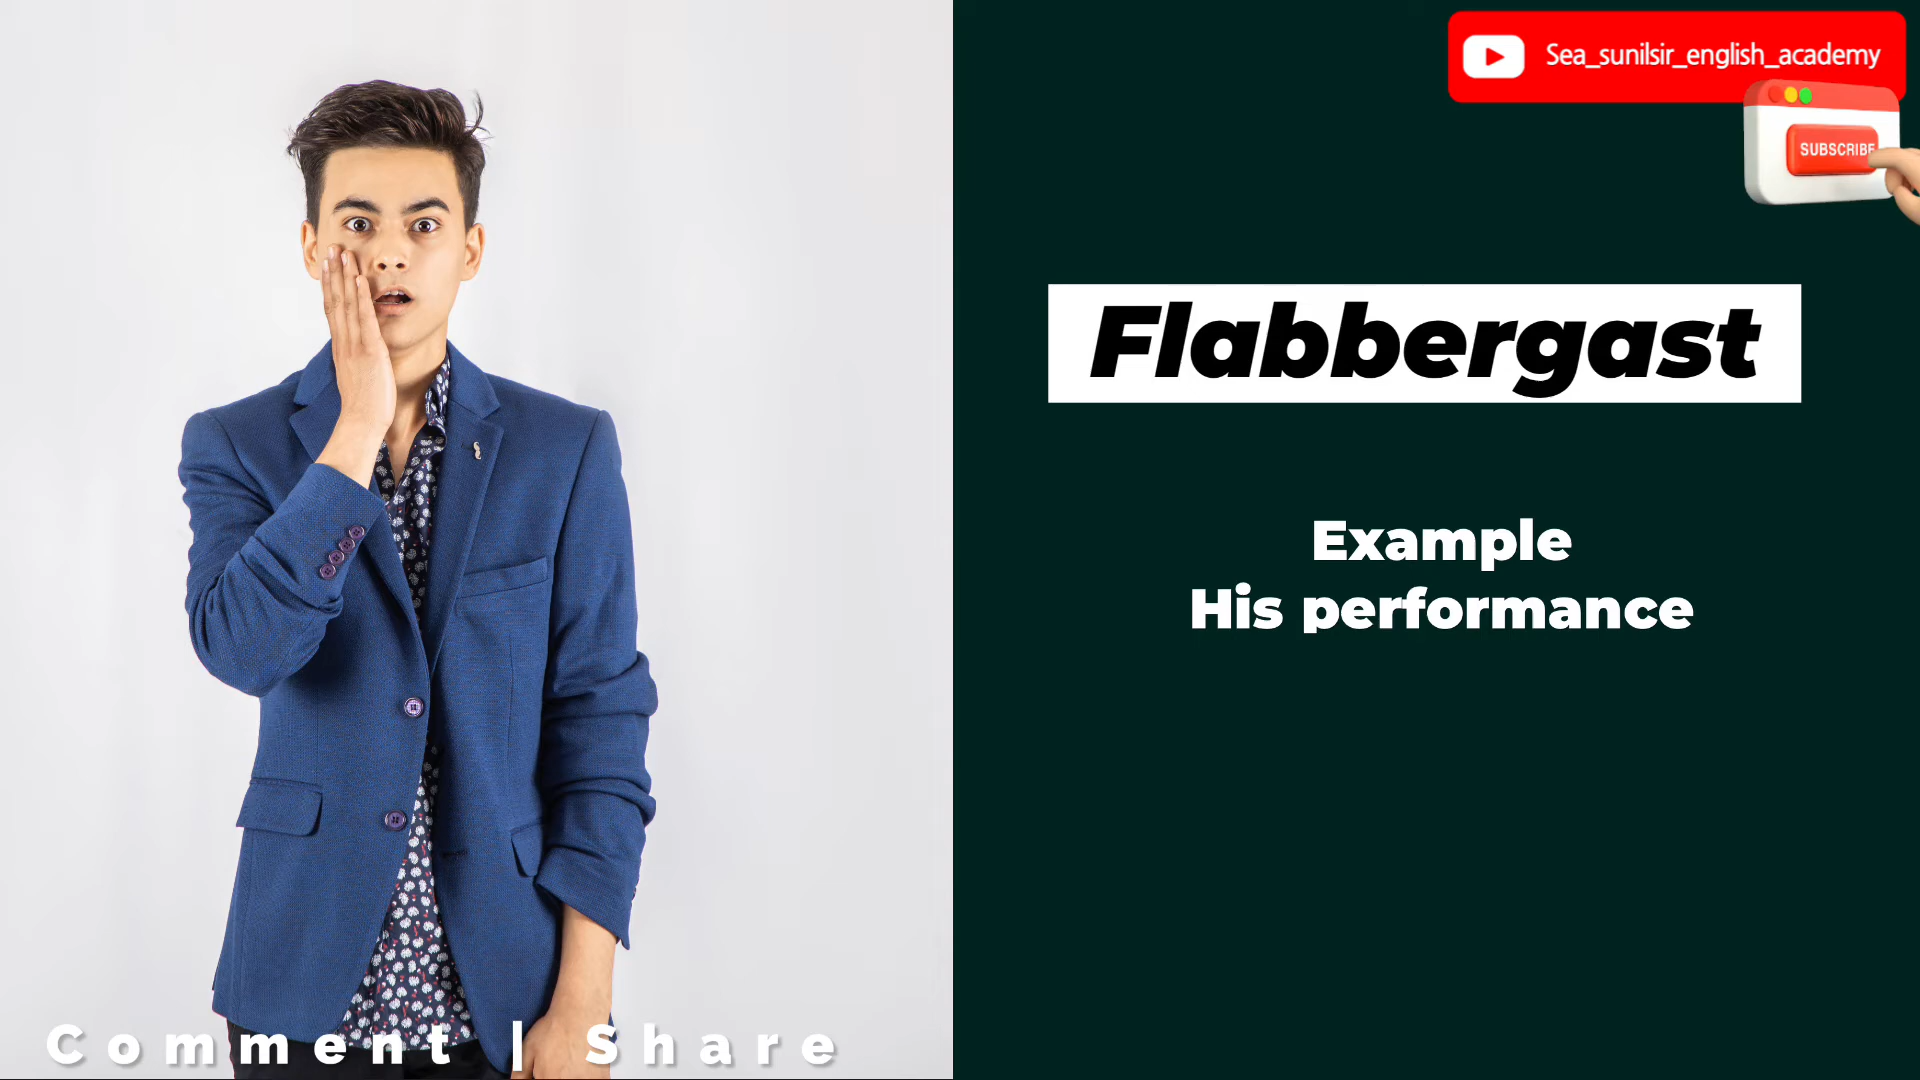 Sea_sunilsir_english_academy
SUBSCRIBE
Flabbergast
Example
His performance
Comment | Share